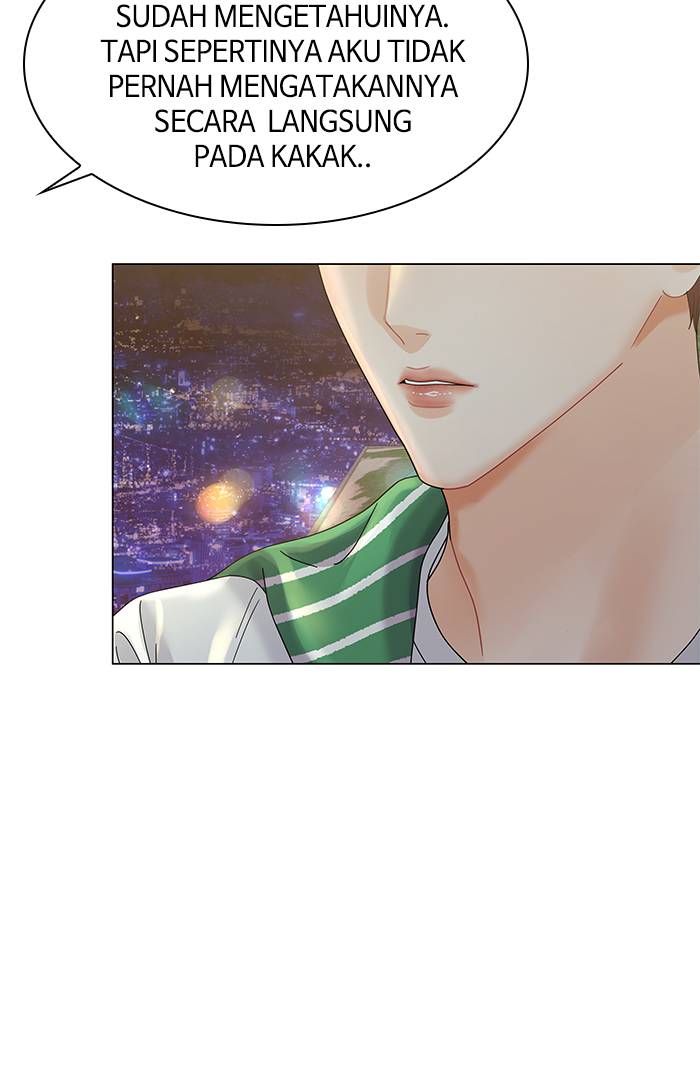 SUDAH MENGETAHUINYA.
TAPI SEPERTINYA AKU TIDAK
PERNAH MENGATAKANNYA
SECARA LANGSUNG
PADA KAKAK..